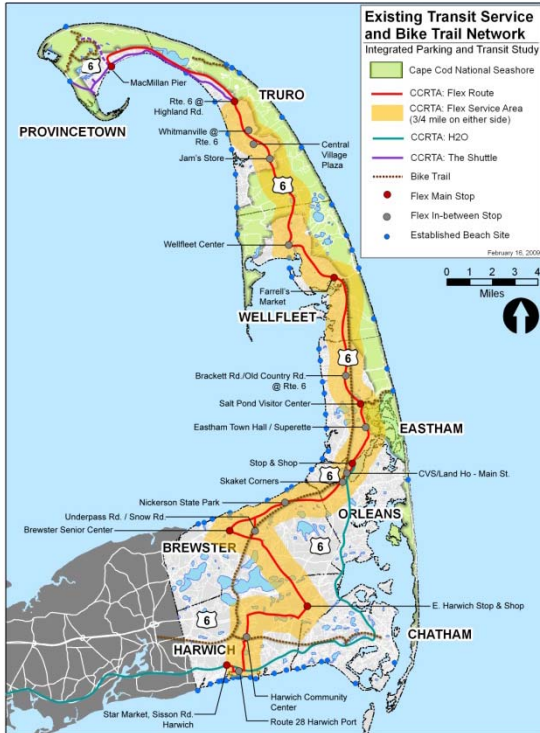 Existing Transit Service
and Bike Trail Network
Integrated Parking and Transit Study
Cape Cod National Seashore
CCRTA: Flex Route
CCRTA: Flex Service Area
(3/4 mile on either side)
CCRTA: H2O
CCRTA: The Shuttle
Bike Trail
Flex Main Stop
Flex In-between Stop
Established Beach Site
February 16, 2009
0 1 2 3 4
Miles
6
MacMillan Pier
PROVINCETOWN
Rte. 6 @
Highland Rd.
TRURO
Whitmanville @
Rte. 6
Central
Village
Plaza
Jam's Store
6
Wellfleet Center
Farrell's
Market
WELLFLEET
6
Brackett Rd./Old Country Rd.
@ Rte. 6
Salt Pond Visitor Center
EASTHAM
Eastham Town Hall / Superette
Stop & Shop
6
CVS/Land Ho - Main St.
Skaket Corners
Nickerson State Park
ORLEANS
Underpass Rd. / Snow Rd.
Brewster Senior Center
BREWSTER
6
E. Harwich Stop & Shop
6
CHATHAM
HARWICH
Harwich Community
Center
Star Market, Sisson Rd.
Harwich
Route 28 Harwich Port